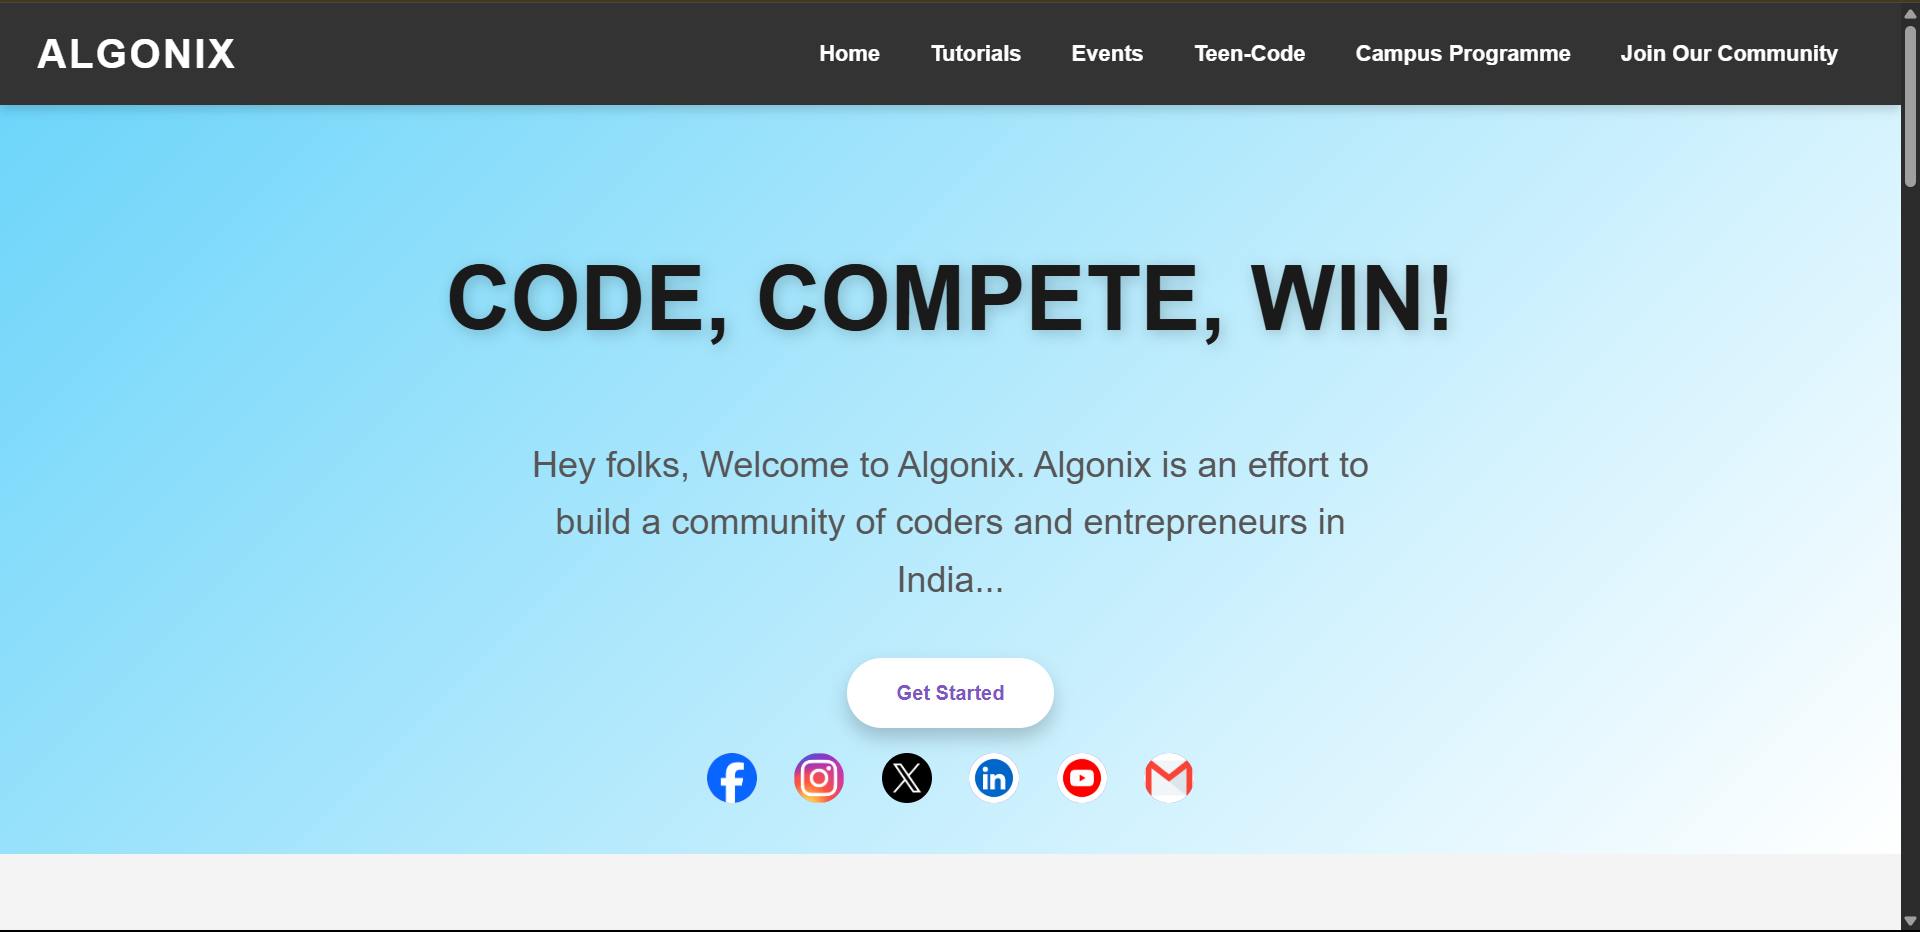 ALGONIX
Home Tutorials Events Teen-Code Campus Programme Join Our Community
CODE, COMPETE, WIN!
Hey folks, Welcome to Algonix. Algonix is an effort to
build a community of coders and entrepreneurs in
India...
Get Started